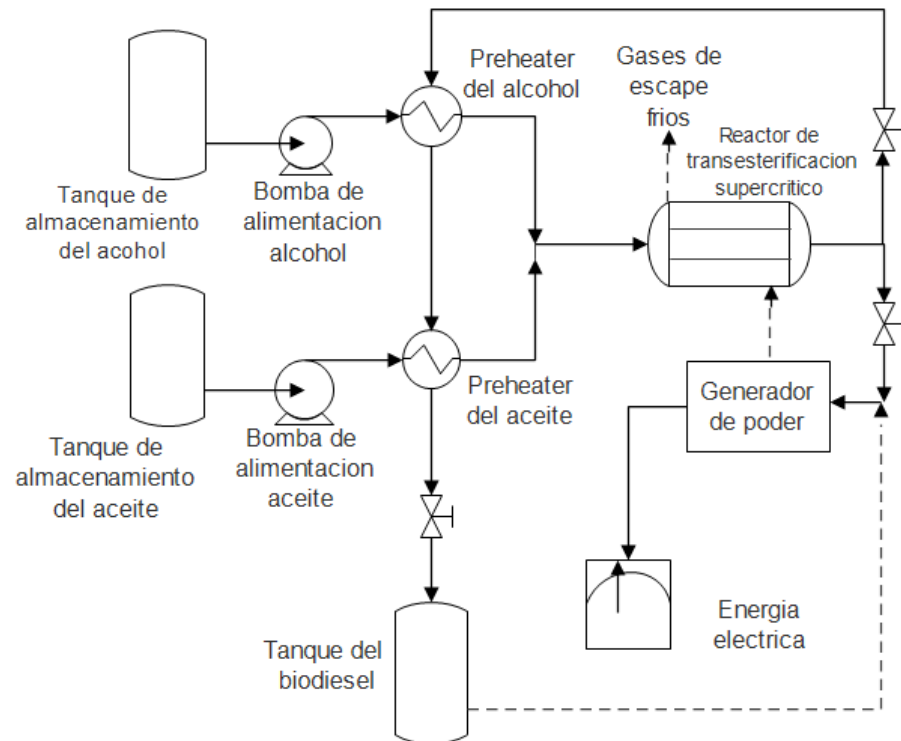 Preheater
del alcohol
Gases de
escape
frios
Reactor de
transesterificacion
supercritico
Tanque de
almacenamiento
del acohol
Bomba de
alimentacion
alcohol
Preheater
del aceite
Generador
de poder
Tanque de
almacenamiento
del aceite
Bomba de
alimentacion
aceite
Energia
electrica
Tanque del
biodiesel